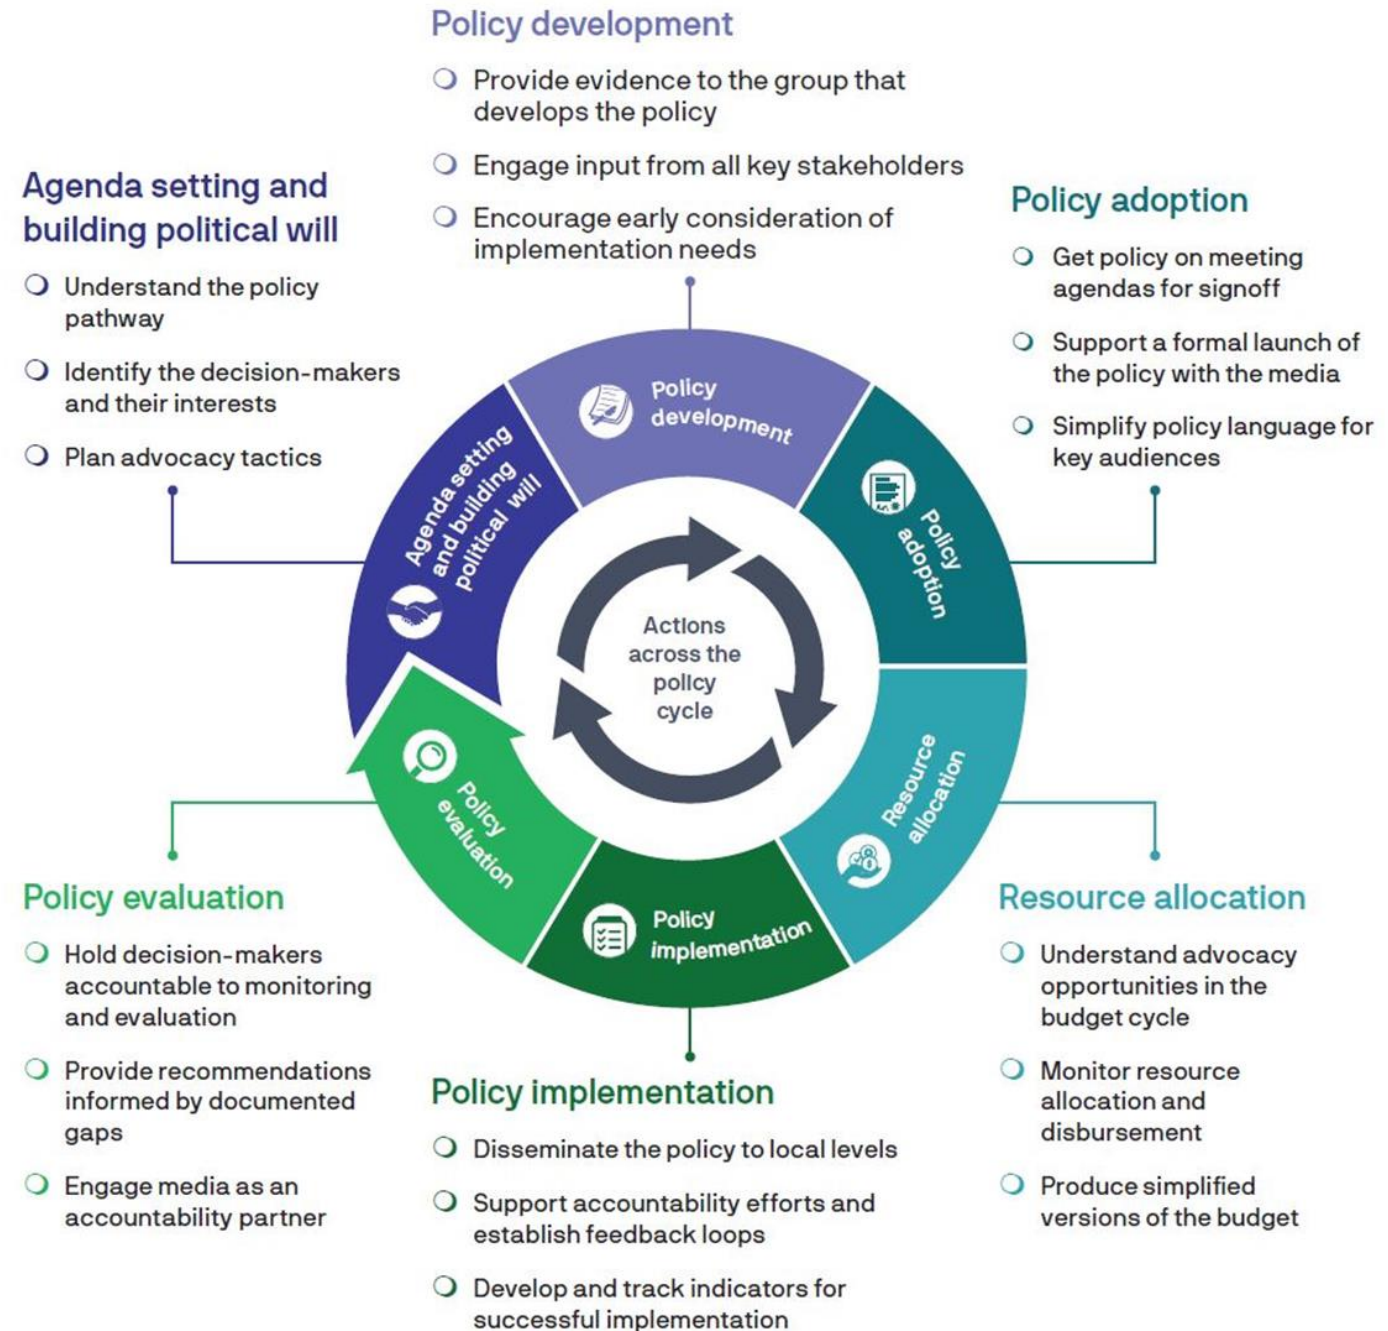 Policy development
Provide evidence to the group that
develops the policy
Engage input from all key stakeholders
Encourage early consideration of
implementation needs
Agenda setting and
building political will
Understand the policy
pathway
Identify the decision-makers
and their interests
Plan advocacy tactics
Policy adoption
Get policy on meeting
agendas for signoff
Support a formal launch of
the policy with the media
Simplify policy language for
key audiences
Policy
development
Agenda setting
and building
political will
Policy
adoption
Actions
across the
policy
cycle
Resource
allocation
Policy
evaluation
Policy
implementation
Policy evaluation
Hold decision-makers
accountable to monitoring
and evaluation
Provide recommendations
informed by documented
gaps
Engage media as an
accountability partner
Policy implementation
Disseminate the policy to local levels
Support accountability efforts and
establish feedback loops
Develop and track indicators for
successful implementation
Resource allocation
Understand advocacy
opportunities in the
budget cycle
Monitor resource
allocation and
disbursement
Produce simplified
versions of the budget